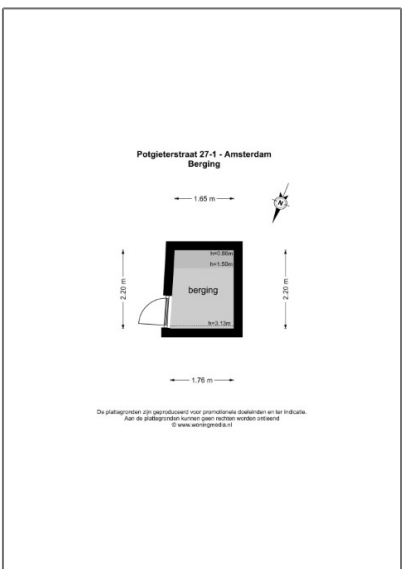 Potgieterstraat 27-1 - Amsterdam
Berging
1.65 m
N
h=0.80m
h=1.50m
2.20 m
berging
2.20 m
h=3.13m
1.76 m
De plattegronden zijn geproduceerd voor promotionele doeleinden en ter indicatie.
Aan de plattegronden kunnen geen rechten worden ontleend
© www.woningmedia.nl